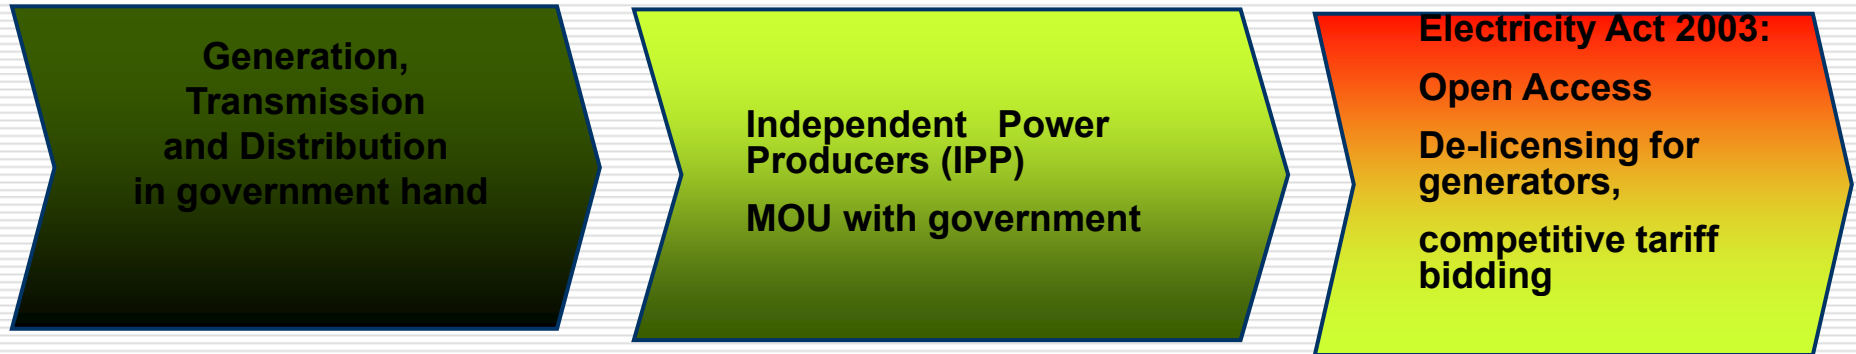 Generation,
Transmission
and Distribution
in government hand
Independent Power
Producers (IPP)
MOU with government
Electricity Act 2003:
Open Access
De-licensing for
generators,
competitive tariff
bidding